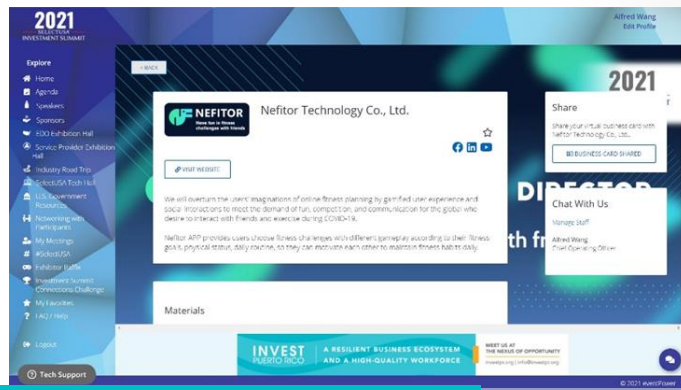 2021
SELECTUSA
INVESTMENT SUMMIT
Alfred Wang
Edit Profile
Explore
Home
Agenda
Speakers
Sponsors
EDO Exhibition Hall
Service Provider Exhibition
Hall
Industry Road Trip
SelectUSA Tech Hall
U.S. Government
Resources
Networking with
Participants
My Meetings
#SelectUSA
Exhibitor Raffle
Investment Summit
Connections Challenge
My Favorites
FAQ / Help
Logout
Tech Support
< BACK
NEFITOR
Have fun in fitness
challenges with friends
Nefitor Technology Co., Ltd.
VISIT WEBSITE
We will overturn the users' imaginations of online fitness planning by gamified user experience and
social interactions to meet the demand of fun, competition, and communication for the global who
desire to interact with friends and exercise during COVID-19.
Nefitor APP provides users choose fitness challenges with different gameplay according to their fitness
goals, physical status, daily routine, so they can motivate each other to maintain fitness habits daily.
Materials
2021
Share
Share your virtual business card with
Nefitor Technology Co., Ltd..
BUSINESS CARD SHARED
Chat With Us
Manage Staff
Alfred Wang
Chief Operating Officer
INVEST
PUERTO RICO
A RESILIENT BUSINESS ECOSYSTEM
AND A HIGH-QUALITY WORKFORCE
MEET US AT
THE NEXUS OF OPPORTUNITY
investpr.org | info@investpr.org
© 2021 eventPower